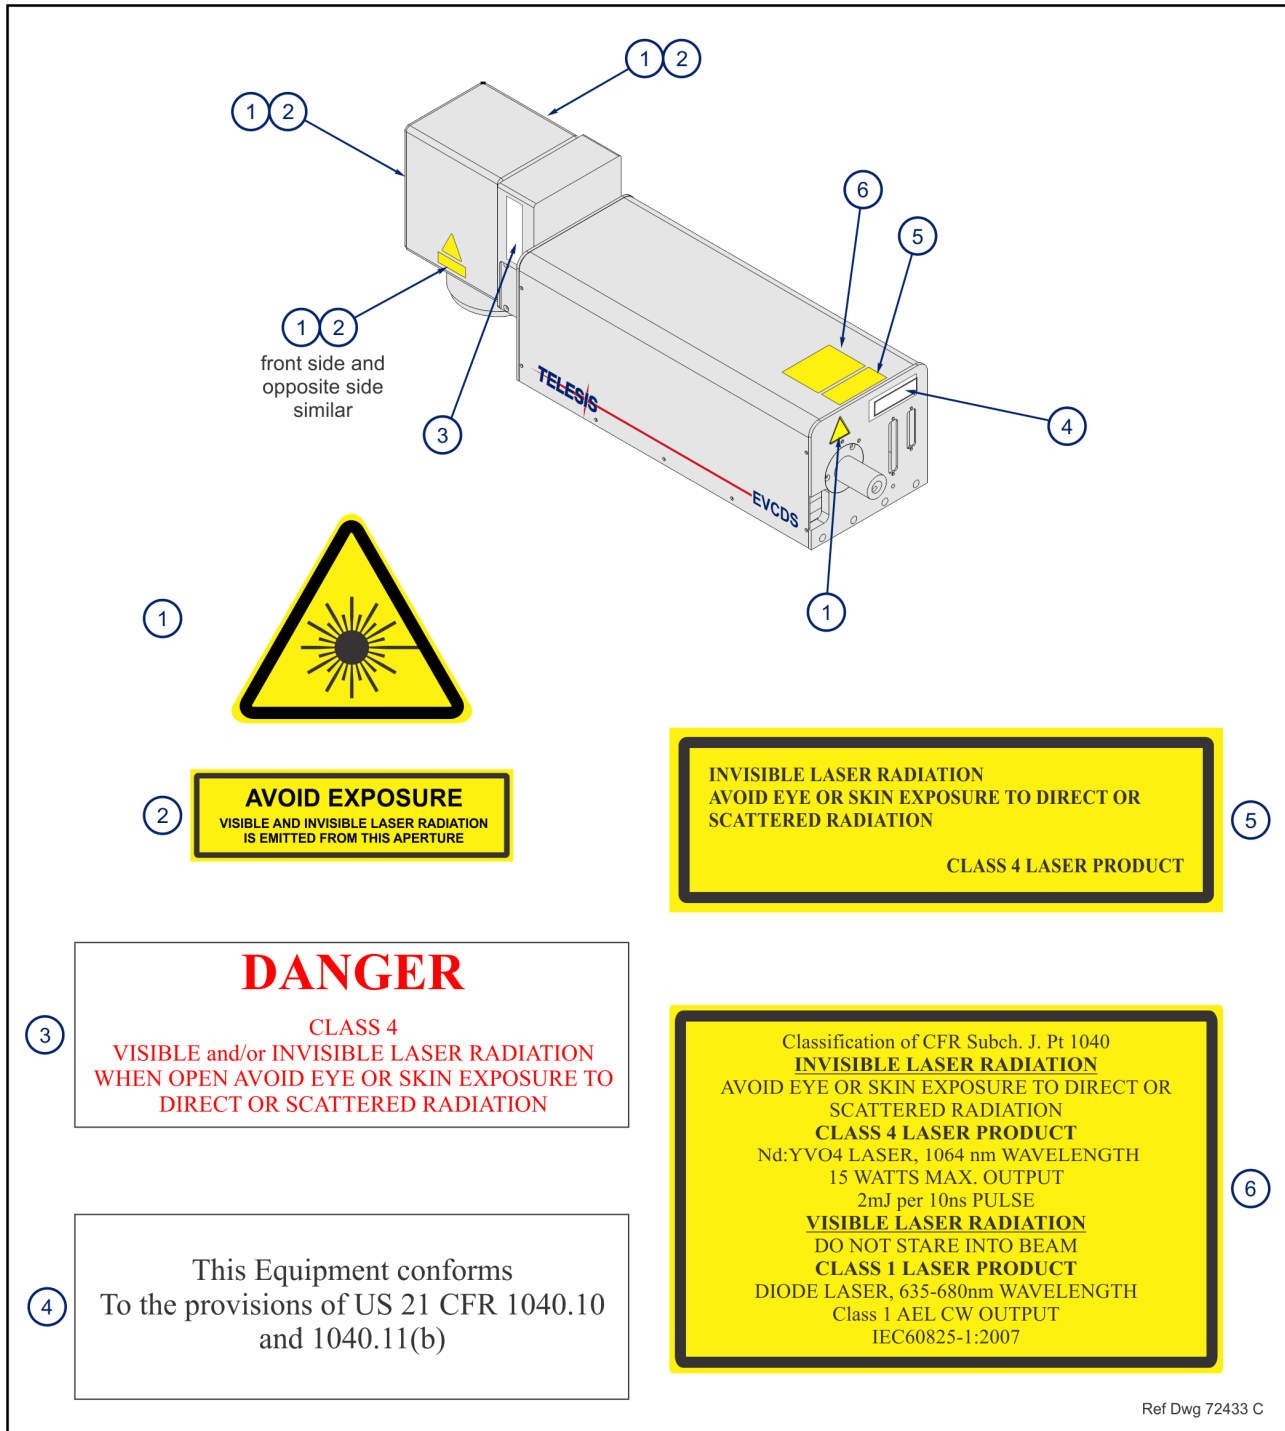 1 2
1 2
6
5
1 2
front side and
opposite side
similar
3
4
TELESIS
EVCDS
1
1
2
AVOID EXPOSURE
VISIBLE AND INVISIBLE LASER RADIATION
IS EMITTED FROM THIS APERTURE
3
DANGER
CLASS 4
VISIBLE and/or INVISIBLE LASER RADIATION
WHEN OPEN AVOID EYE OR SKIN EXPOSURE TO
DIRECT OR SCATTERED RADIATION
4
This Equipment conforms
To the provisions of US 21 CFR 1040.10
and 1040.11(b)
INVISIBLE LASER RADIATION
AVOID EYE OR SKIN EXPOSURE TO DIRECT OR
SCATTERED RADIATION
CLASS 4 LASER PRODUCT
5
Classification of CFR Subch. J. Pt 1040
INVISIBLE LASER RADIATION
AVOID EYE OR SKIN EXPOSURE TO DIRECT OR
SCATTERED RADIATION
CLASS 4 LASER PRODUCT
Nd:YVO4 LASER, 1064 nm WAVELENGTH
15 WATTS MAX. OUTPUT
2mJ per 10ns PULSE
VISIBLE LASER RADIATION
DO NOT STARE INTO BEAM
CLASS 1 LASER PRODUCT
DIODE LASER, 635-680nm WAVELENGTH
Class 1 AEL CW OUTPUT
IEC60825-1:2007
6
Ref Dwg 72433 C